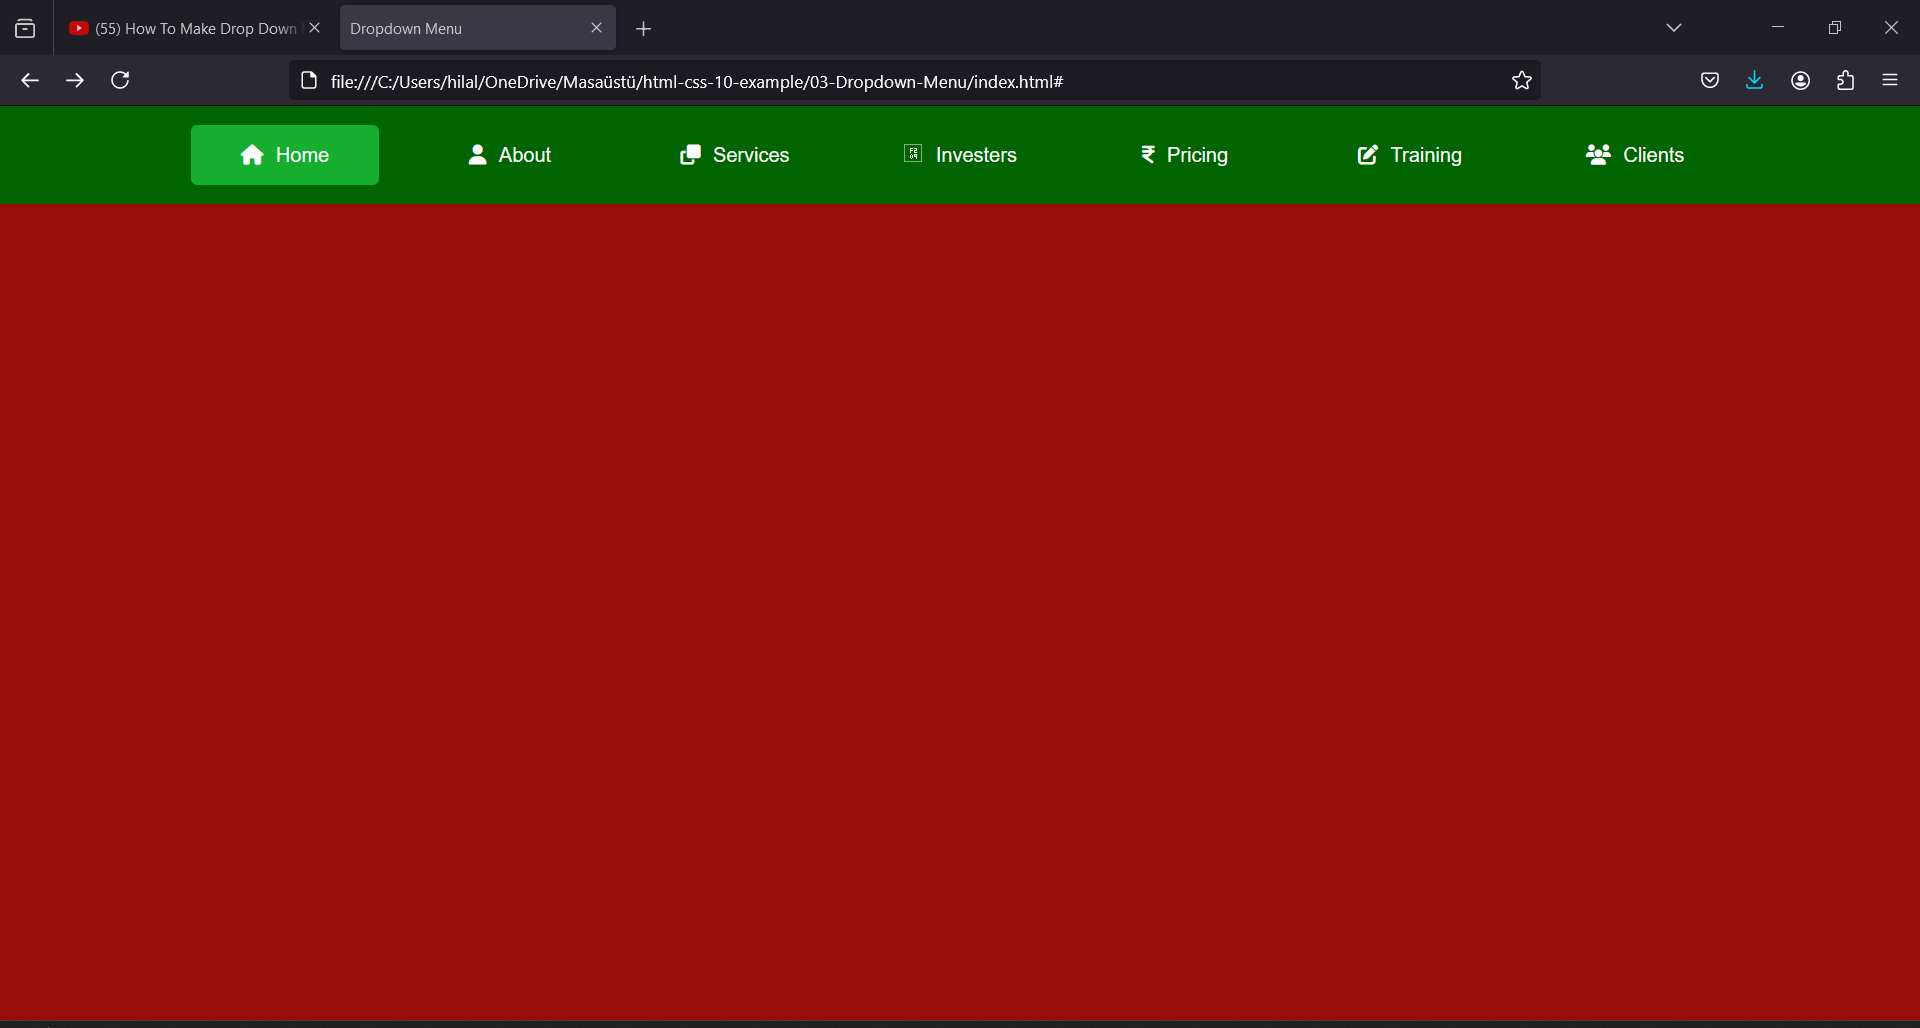 (55) How To Make Drop Down
Dropdown Menu
file:///C:/Users/hilal/OneDrive/Masaüstü/html-css-10-example/03-Dropdown-Menu/index.html#
Home About Services Investers Pricing Training Clients